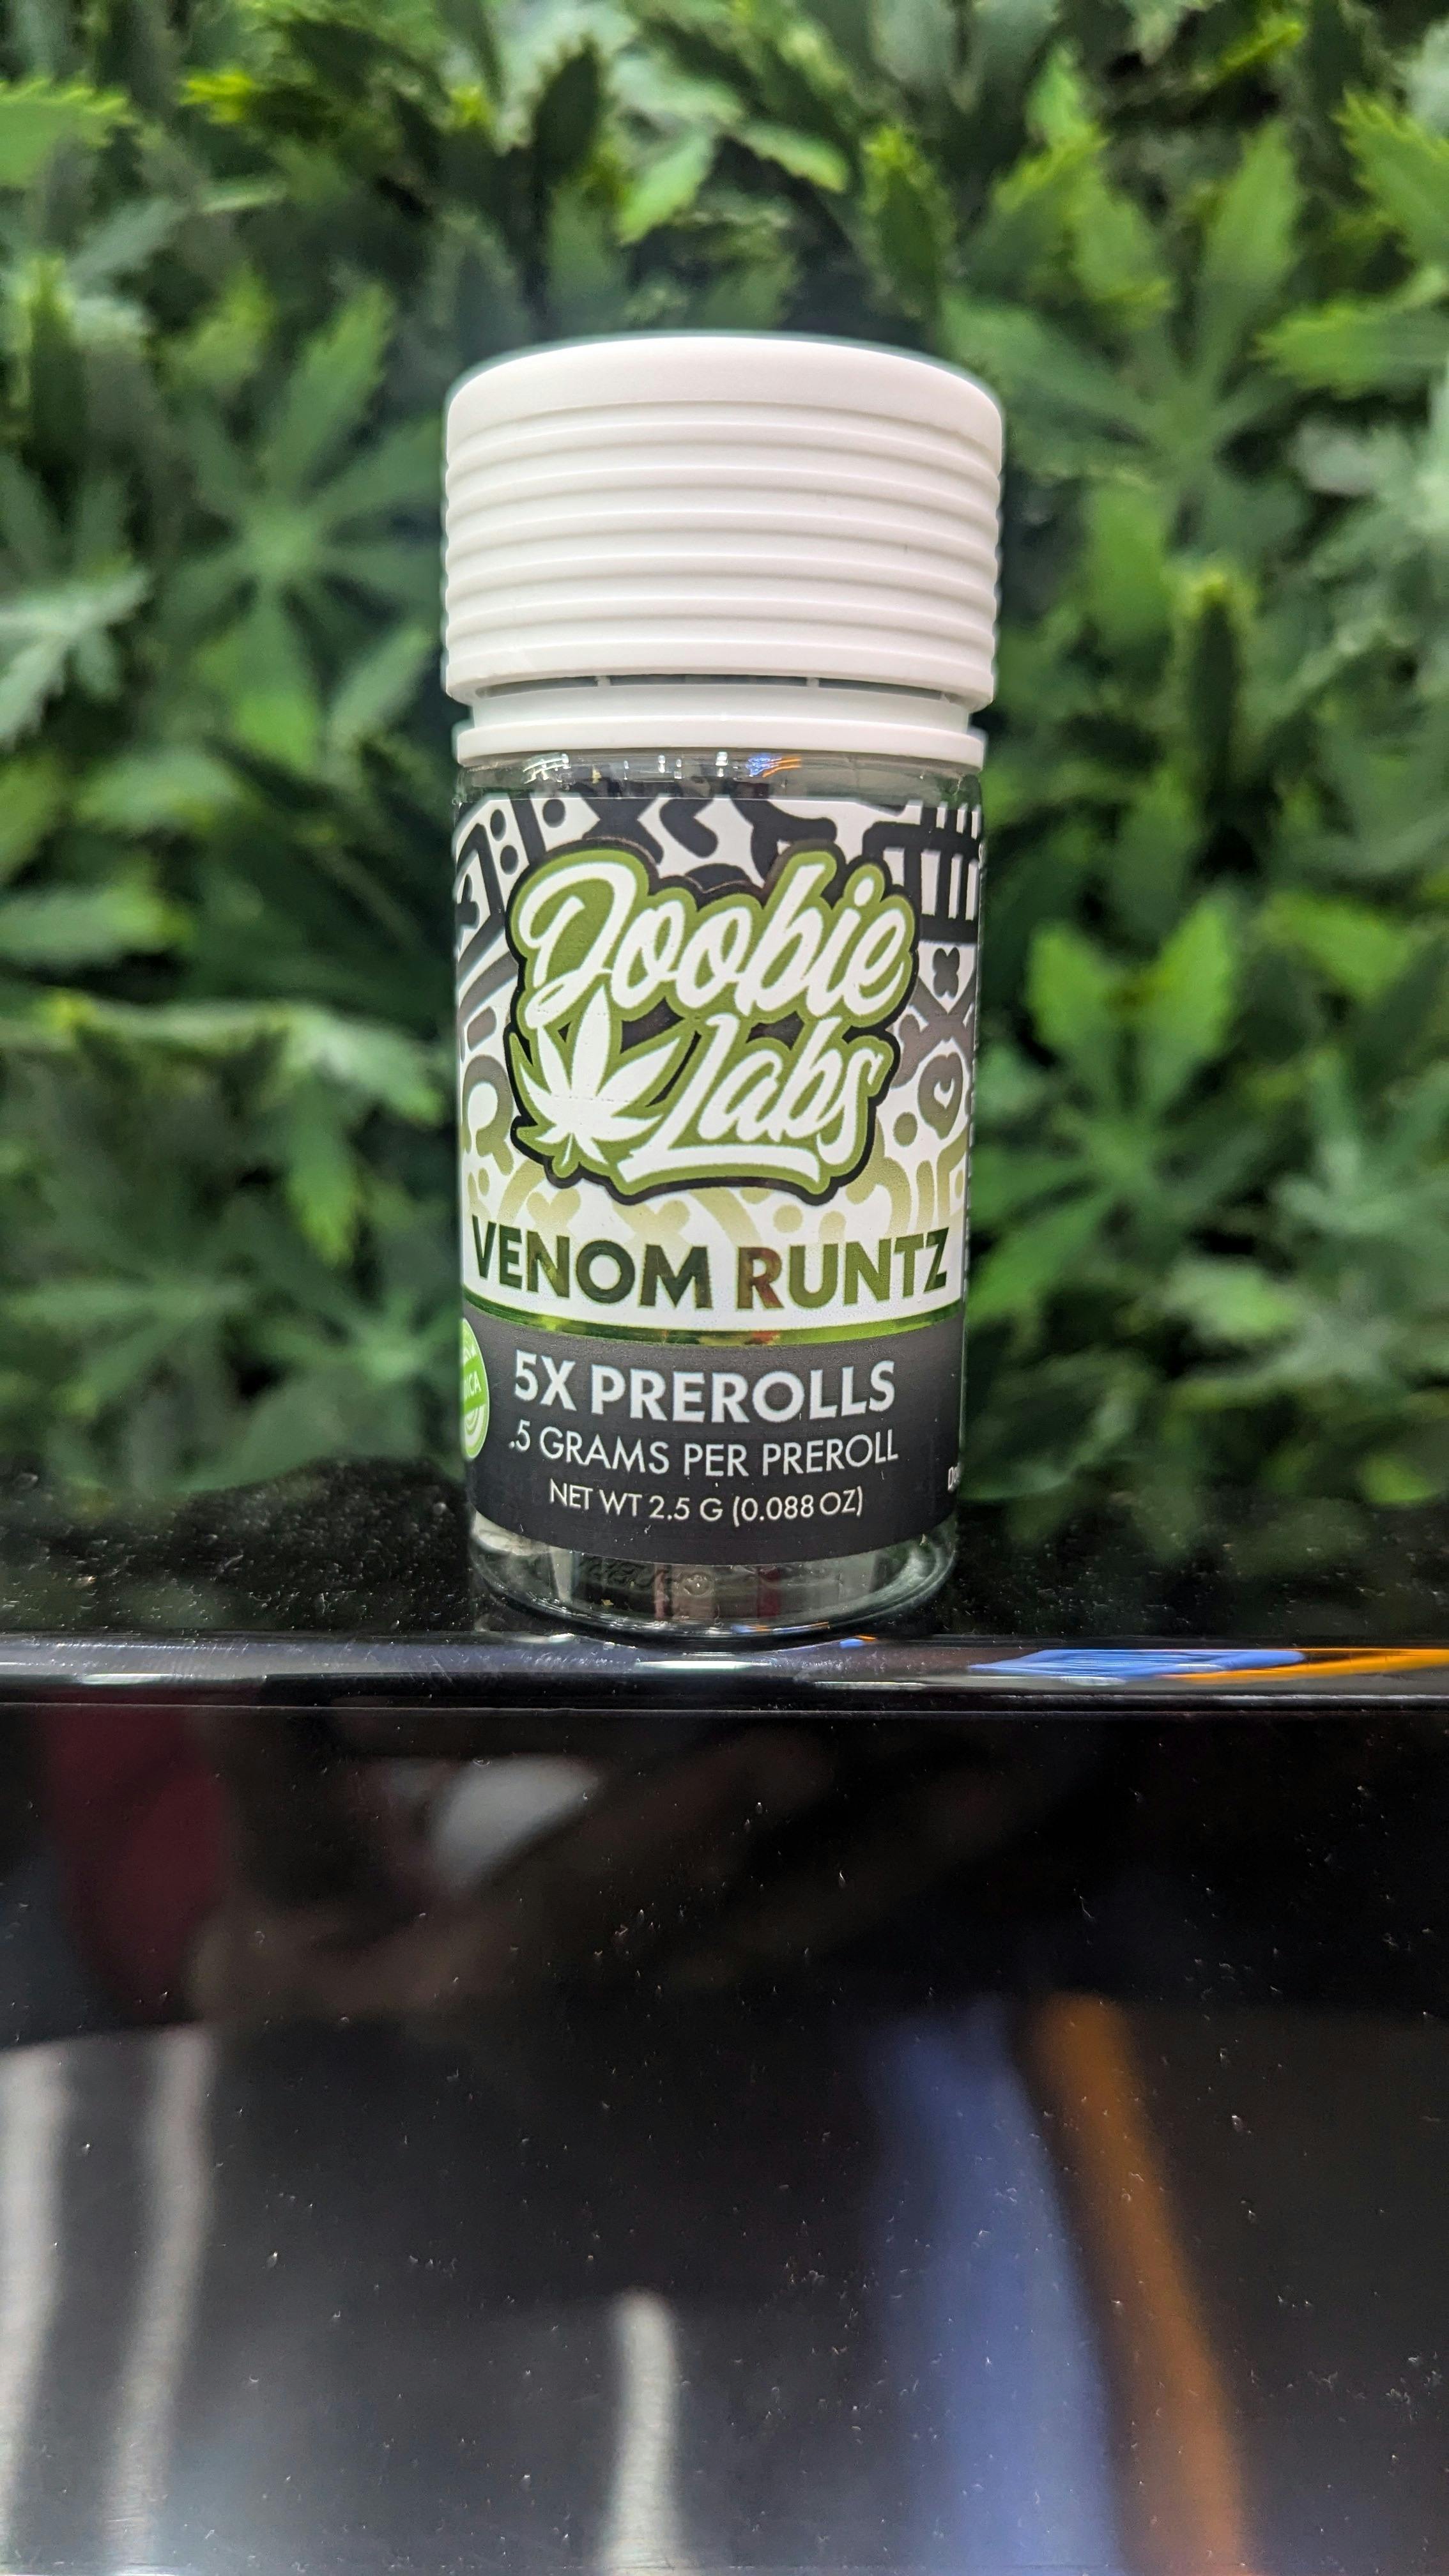 Doobie
Labs
VENOM RUNTZ
5X PREROLLS
.5 GRAMS PER PREROLL
NET WT 2.5 G (0.088 OZ)